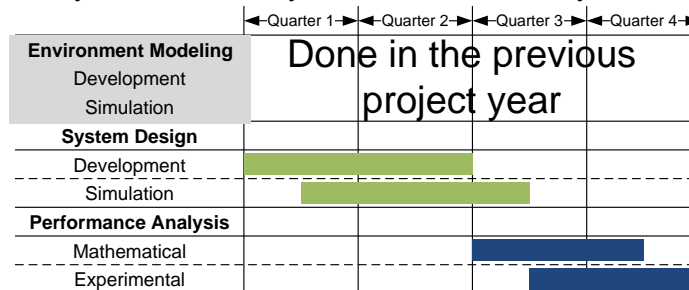 Quarter 1 Quarter 2 Quarter 3 Quarter 4
Environment Modeling
Development
Simulation
Done in the previous
project year
System Design
Development
Simulation
Performance Analysis
Mathematical
Experimental